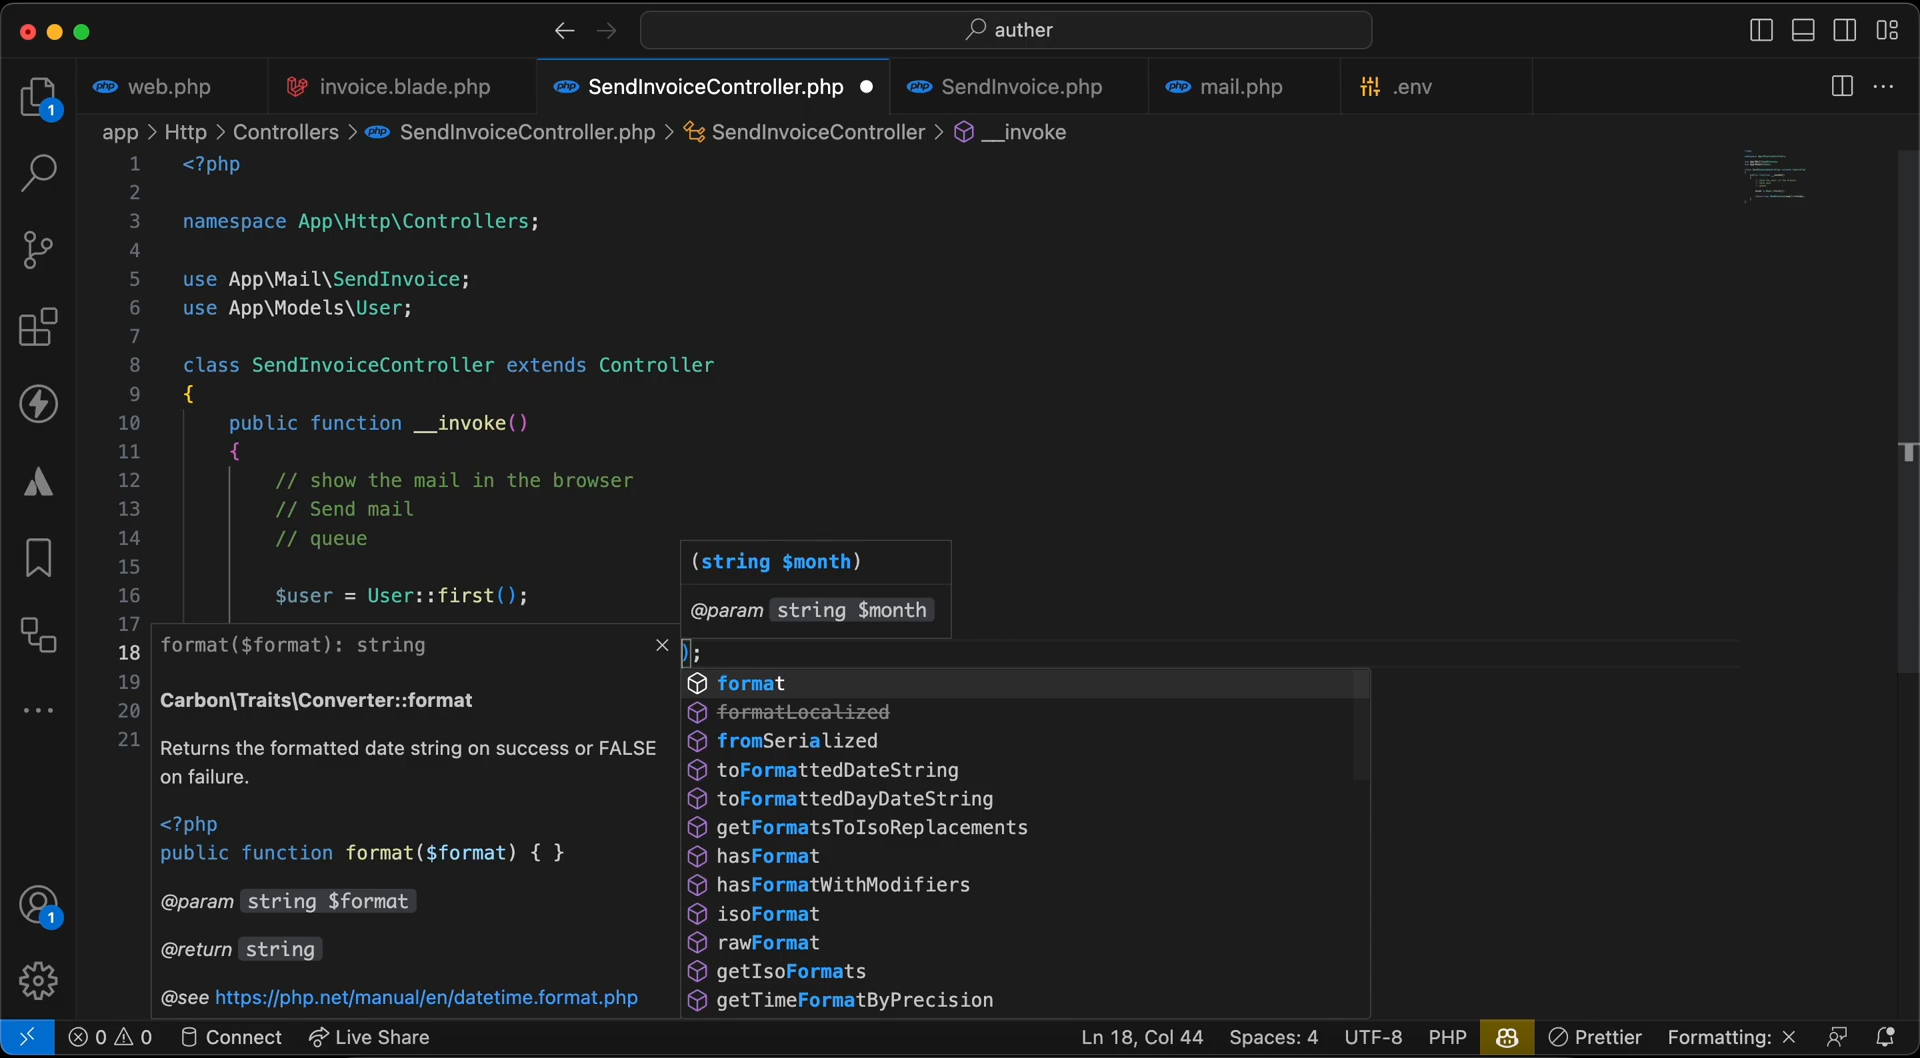 auther
web.php
invoice.blade.php
SendInvoiceController.php
SendInvoice.php
mail.php
.env
app > Http > Controllers > SendInvoiceController.php > SendInvoiceController > __invoke
1 <?php
2
3 namespace App\Http\Controllers;
4
5 use App\Mail\SendInvoice;
6 use App\Models\User;
7
8 class SendInvoiceController extends Controller
9 {
10 public function __invoke()
11 {
12 // show the mail in the browser
13 // Send mail
14 // queue
15
16 $user = User::first();
17
18 );
19
20
21
(string $month)
@param string $month
format($format): string
Carbon\Traits\Converter::format
Returns the formatted date string on success or FALSE
on failure.
<?php
public function format($format) { }
@param string $format
@return string
@see https://php.net/manual/en/datetime.format.php
format
formatLocalized
fromSerialized
toFormattedDateString
toFormattedDayDateString
getFormatsToIsoReplacements
hasFormat
hasFormatWithModifiers
isoFormat
rawFormat
getIsoFormats
getTimeFormatByPrecision
1
1
0 0 Connect Live Share Ln 18, Col 44 Spaces: 4 UTF-8 PHP Prettier Formatting: ×